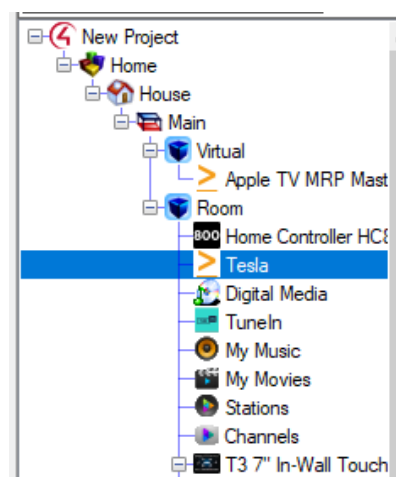 New Project
Home
House
Main
Virtual
Apple TV MRP Mast
Room
800 Home Controller HC8
Tesla
Digital Media
TuneIn
My Music
My Movies
Stations
Channels
T3 7" In-Wall Touch